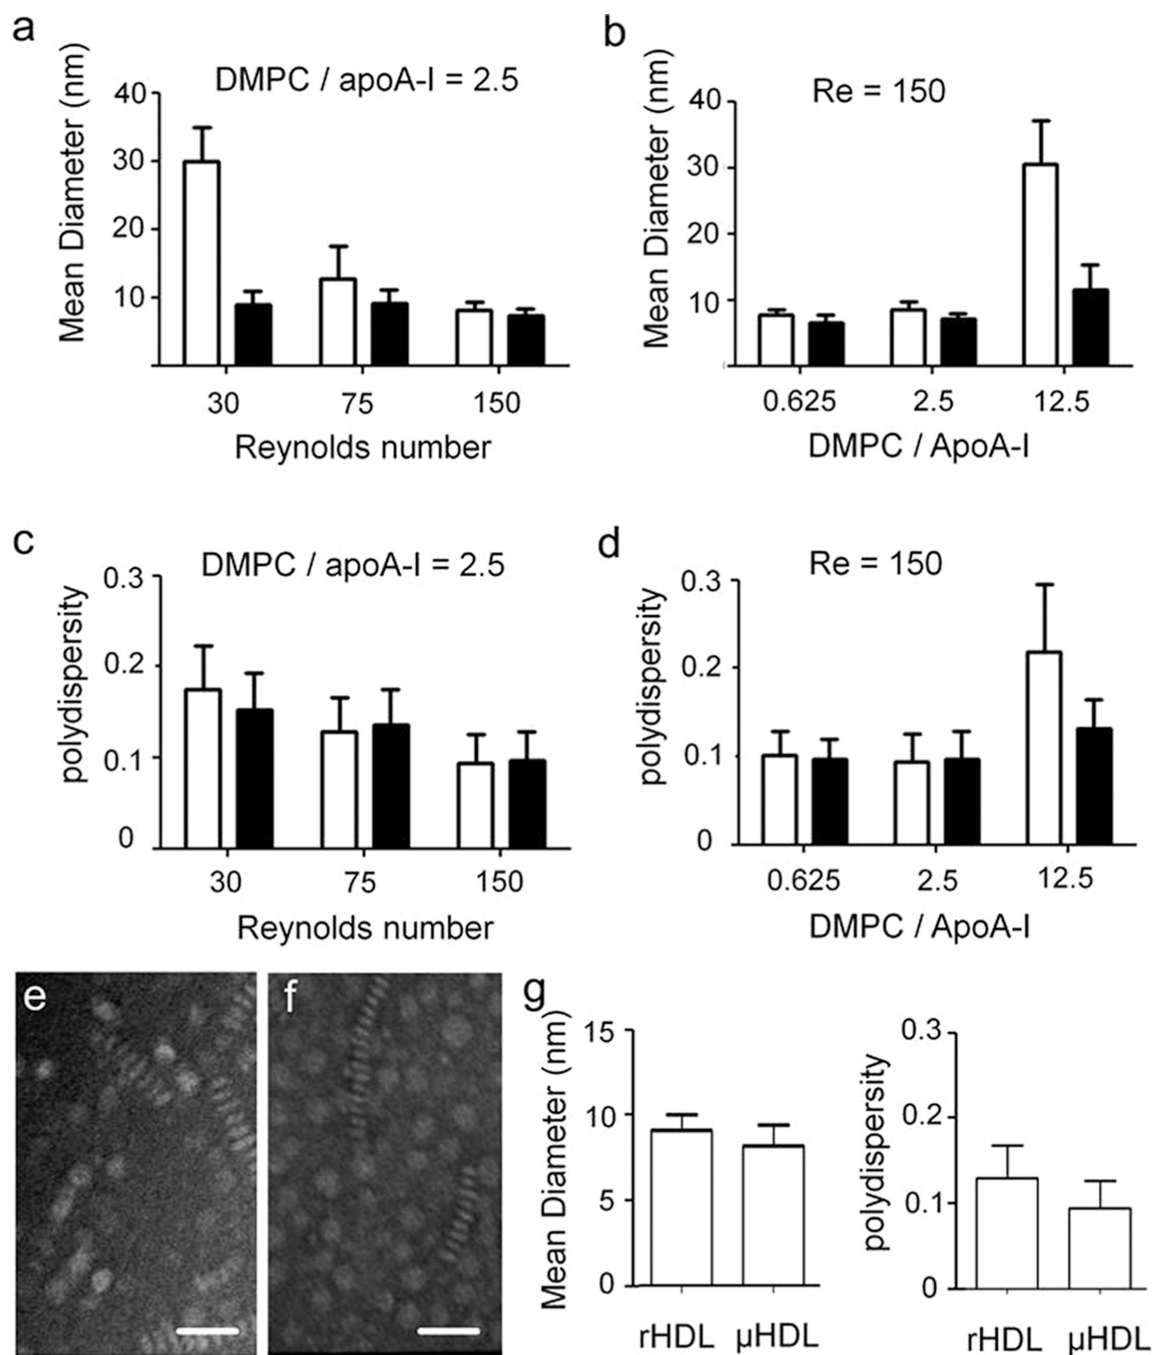 a
DMPC / apoA-I = 2.5
Mean Diameter (nm)
40
30
20
10
30 75 150
Reynolds number
b
Re = 150
Mean Diameter (nm)
40
30
20
10
0.625 2.5 12.5
DMPC / ApoA-I
c
DMPC / apoA-I = 2.5
polydispersity
0.3
0.2
0.1
0
30 75 150
Reynolds number
d
Re = 150
polydispersity
0.3
0.2
0.1
0
0.625 2.5 12.5
DMPC / ApoA-I
e
f
g
Mean Diameter (nm)
15
10
5
0
rHDL µHDL
polydispersity
0.3
0.2
0.1
0
rHDL µHDL